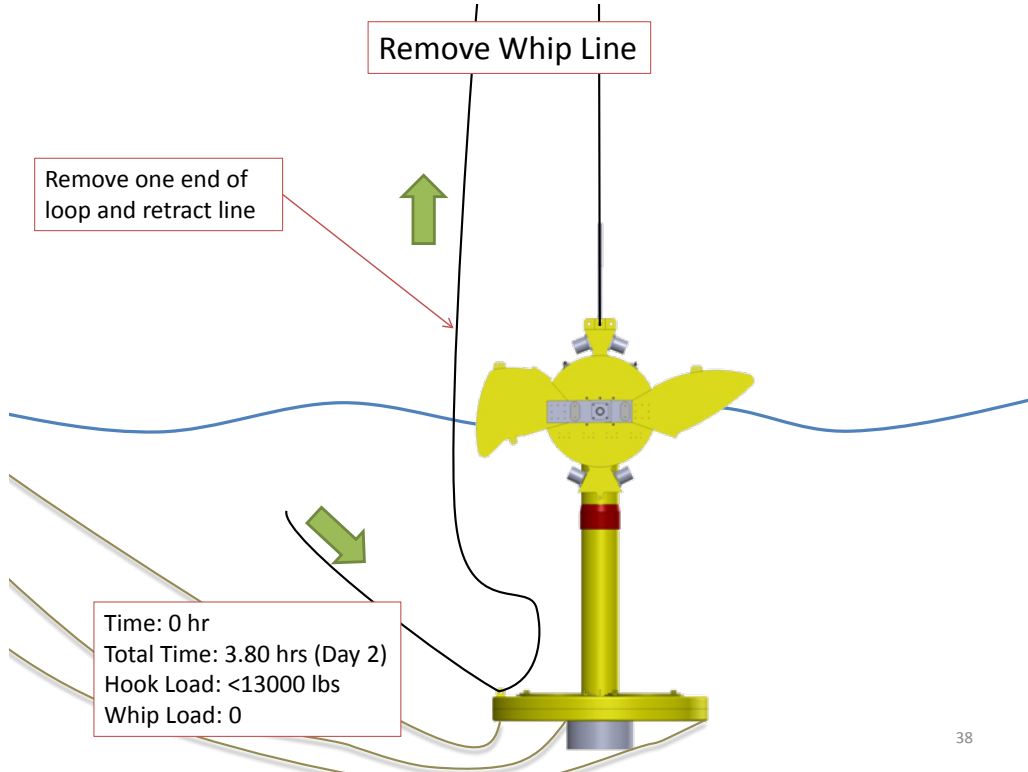 Remove Whip Line
Remove one end of
loop and retract line
Time: 0 hr
Total Time: 3.80 hrs (Day 2)
Hook Load: <13000 lbs
Whip Load: 0
38